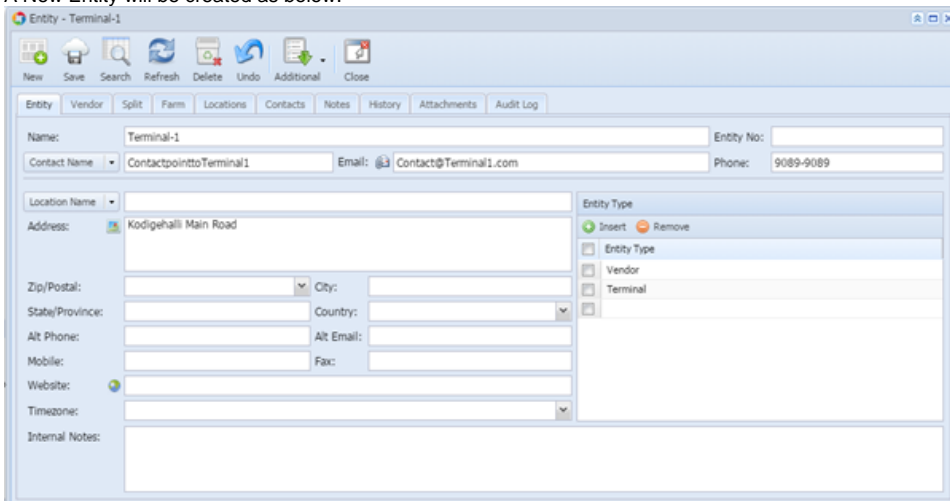 A New Entity will be created as below.
Entity - Terminal-1
New Save Search Refresh Delete Undo Additional Close
Entity Vendor Split Farm Locations Contacts Notes History Attachments Audit Log
Name: Terminal-1 Entity No:
Contact Name ContactpointtoTerminal1 Email: Contact@Terminal1.com Phone: 9089-9089
Location Name Entity Type
Address: Kodigehalli Main Road Insert Remove
Entity Type
Vendor
Zip/Postal: City: Terminal
State/Province: Country:
Alt Phone: Alt Email:
Mobile: Fax:
Website:
Timezone:
Internal Notes: